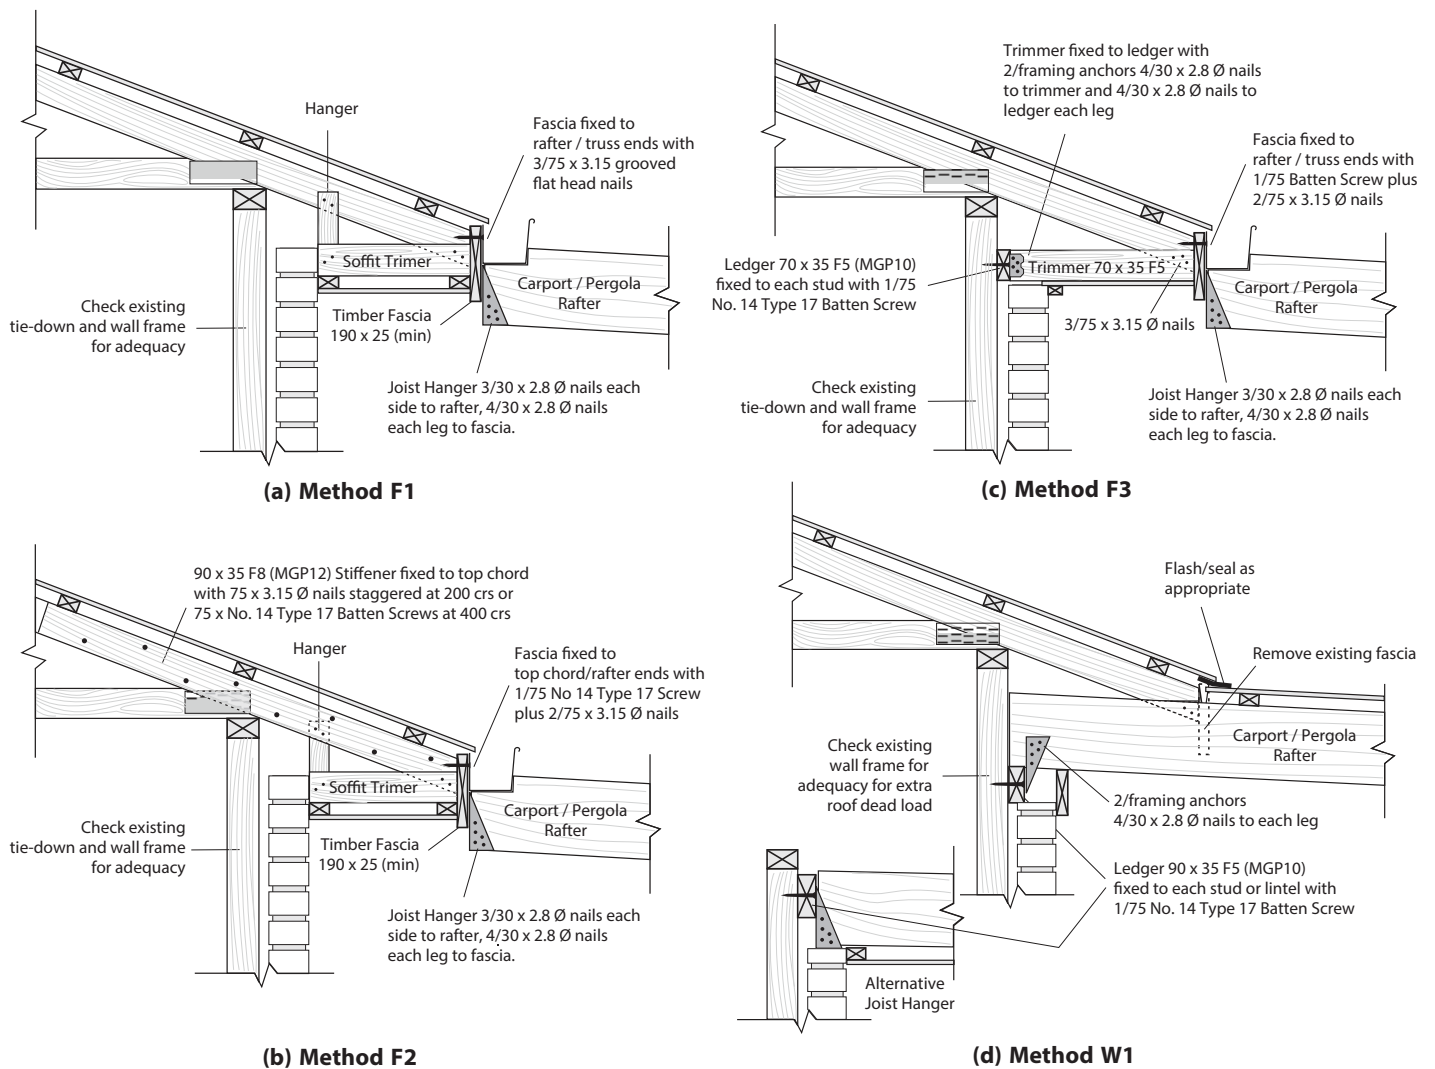 Hanger
Fascia fixed to
rafter / truss ends with
3/75 x 3.15 grooved
flat head nails
Soffit Trimer
Carport / Pergola
Rafter
Check existing
tie-down and wall frame
for adequacy
Timber Fascia
190 x 25 (min)
Joist Hanger 3/30 x 2.8 Ø nails each
side to rafter, 4/30 x 2.8 Ø nails
each leg to fascia.
(a) Method F1
Trimmer fixed to ledger with
2/framing anchors 4/30 x 2.8 Ø nails
to trimmer and 4/30 x 2.8 Ø nails to
ledger each leg
Fascia fixed to
rafter / truss ends with
1/75 Batten Screw plus
2/75 x 3.15 Ø nails
Ledger 70 x 35 F5 (MGP10)
fixed to each stud with 1/75
No. 14 Type 17 Batten Screw
Trimmer 70 x 35 F5
Carport / Pergola
Rafter
3/75 x 3.15 Ø nails
Check existing
tie-down and wall frame
for adequacy
Joist Hanger 3/30 x 2.8 Ø nails each
side to rafter, 4/30 x 2.8 Ø nails
each leg to fascia.
(c) Method F3
90 x 35 F8 (MGP12) Stiffener fixed to top chord
with 75 x 3.15 Ø nails staggered at 200 crs or
75 x No. 14 Type 17 Batten Screws at 400 crs
Hanger
Fascia fixed to
top chord/rafter ends with
1/75 No 14 Type 17 Screw
plus 2/75 x 3.15 Ø nails
Soffit Trimer
Carport / Pergola
Rafter
Check existing
tie-down and wall frame
for adequacy
Timber Fascia
190 x 25 (min)
Joist Hanger 3/30 x 2.8 Ø nails each
side to rafter, 4/30 x 2.8 Ø nails
each leg to fascia.
(b) Method F2
Flash/seal as
appropriate
Remove existing fascia
Carport / Pergola
Rafter
Check existing
wall frame for
adequacy for extra
roof dead load
2/framing anchors
4/30 x 2.8 Ø nails to each leg
Ledger 90 x 35 F5 (MGP10)
fixed to each stud or lintel with
1/75 No. 14 Type 17 Batten Screw
Alternative
Joist Hanger
(d) Method W1